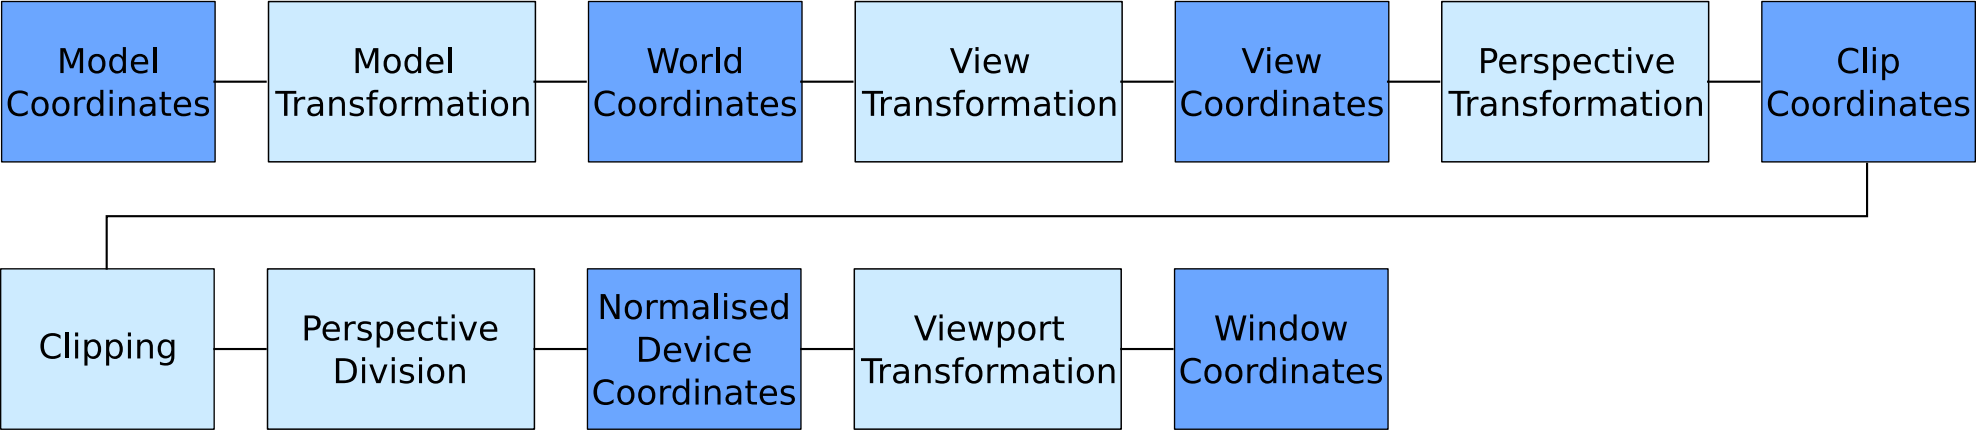 Model
Coordinates
Model
Transformation
World
Coordinates
View
Transformation
View
Coordinates
Perspective
Transformation
Clip
Coordinates
Clipping
Perspective
Division
Normalised
Device
Coordinates
Viewport
Transformation
Window
Coordinates